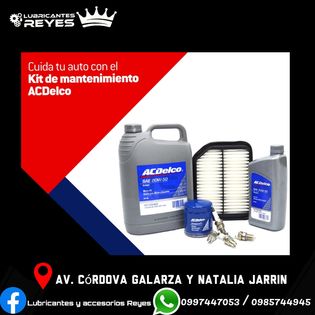 LUBRICANTES
REYES
Cuida tu auto con el
Kit de mantenimiento
ACDelco
ACDelco
SAE 20W-50
ACDelco
ACDelco
AV. CÓRDOVA GALARZA Y NATALIA JARRIN
Lubricantes y accesorios Reyes
0997447053 / 0985744945